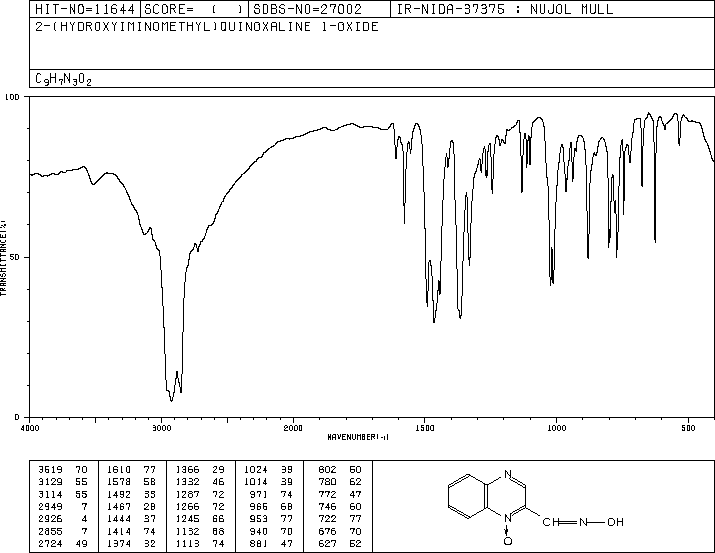 HIT-NO=11644 SCORE= ( ) SDBS-NO=27002 IR-NIDA-37375 : NUJOL MULL
2-(HYDROXYIMINOMETHYL)QUINOXALINE 1-OXIDE
C9H7N3O2
100
50
0
TRANSMITTANCE(%)
4000 3000 2000 1500 1000 500
WAVENUMBER(-1)
3519 70 1610 77 1366 29 1024 39 802 50
3129 55 1578 58 1332 46 1014 39 780 62
3114 55 1492 35 1287 72 971 74 772 47
2949 7 1467 28 1266 72 966 68 746 60
2926 4 1444 37 1245 66 953 77 722 77
2855 7 1414 74 1132 68 940 70 676 70
2724 49 1374 32 1113 74 881 47 627 52
N
N
O
CH
N
OH